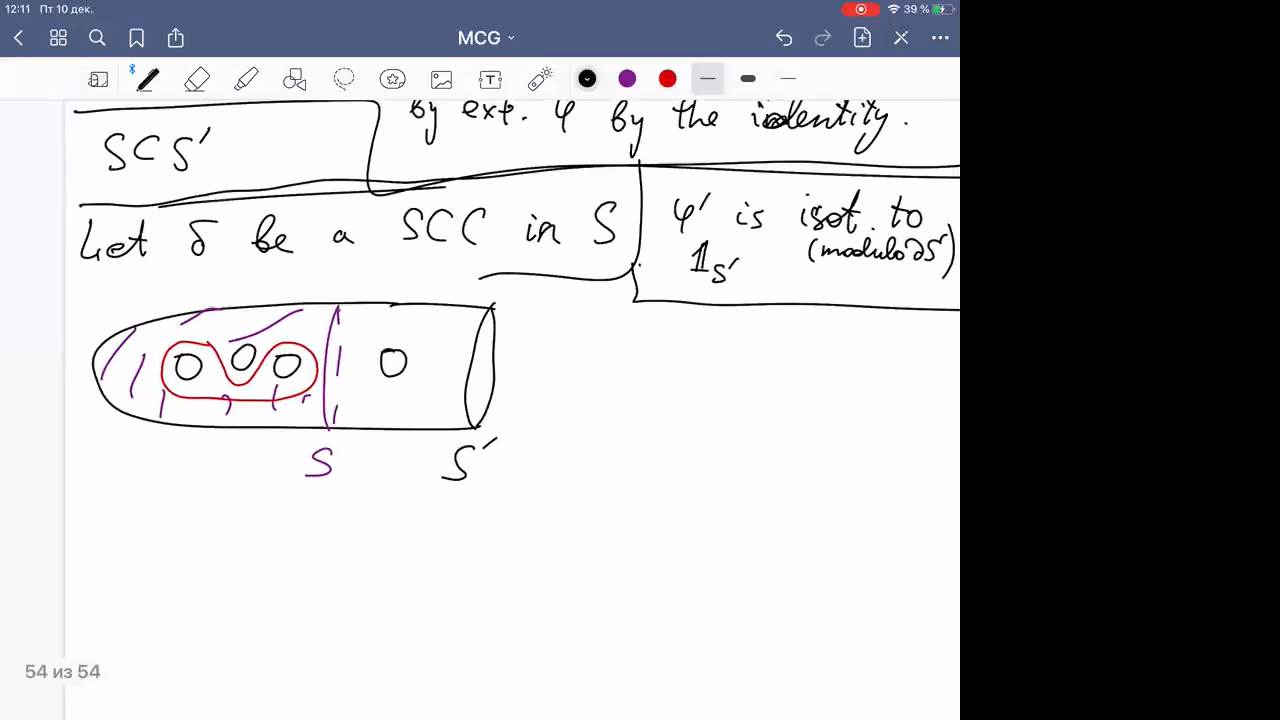 12:11 Пт 10 дек.
39 %
MCG
by ext. φ by the identity.
S⊂S'
Let δ be a SCC in S
φ' is isot. to
1_S' (modulo ∂S')
S
S'
54 из 54